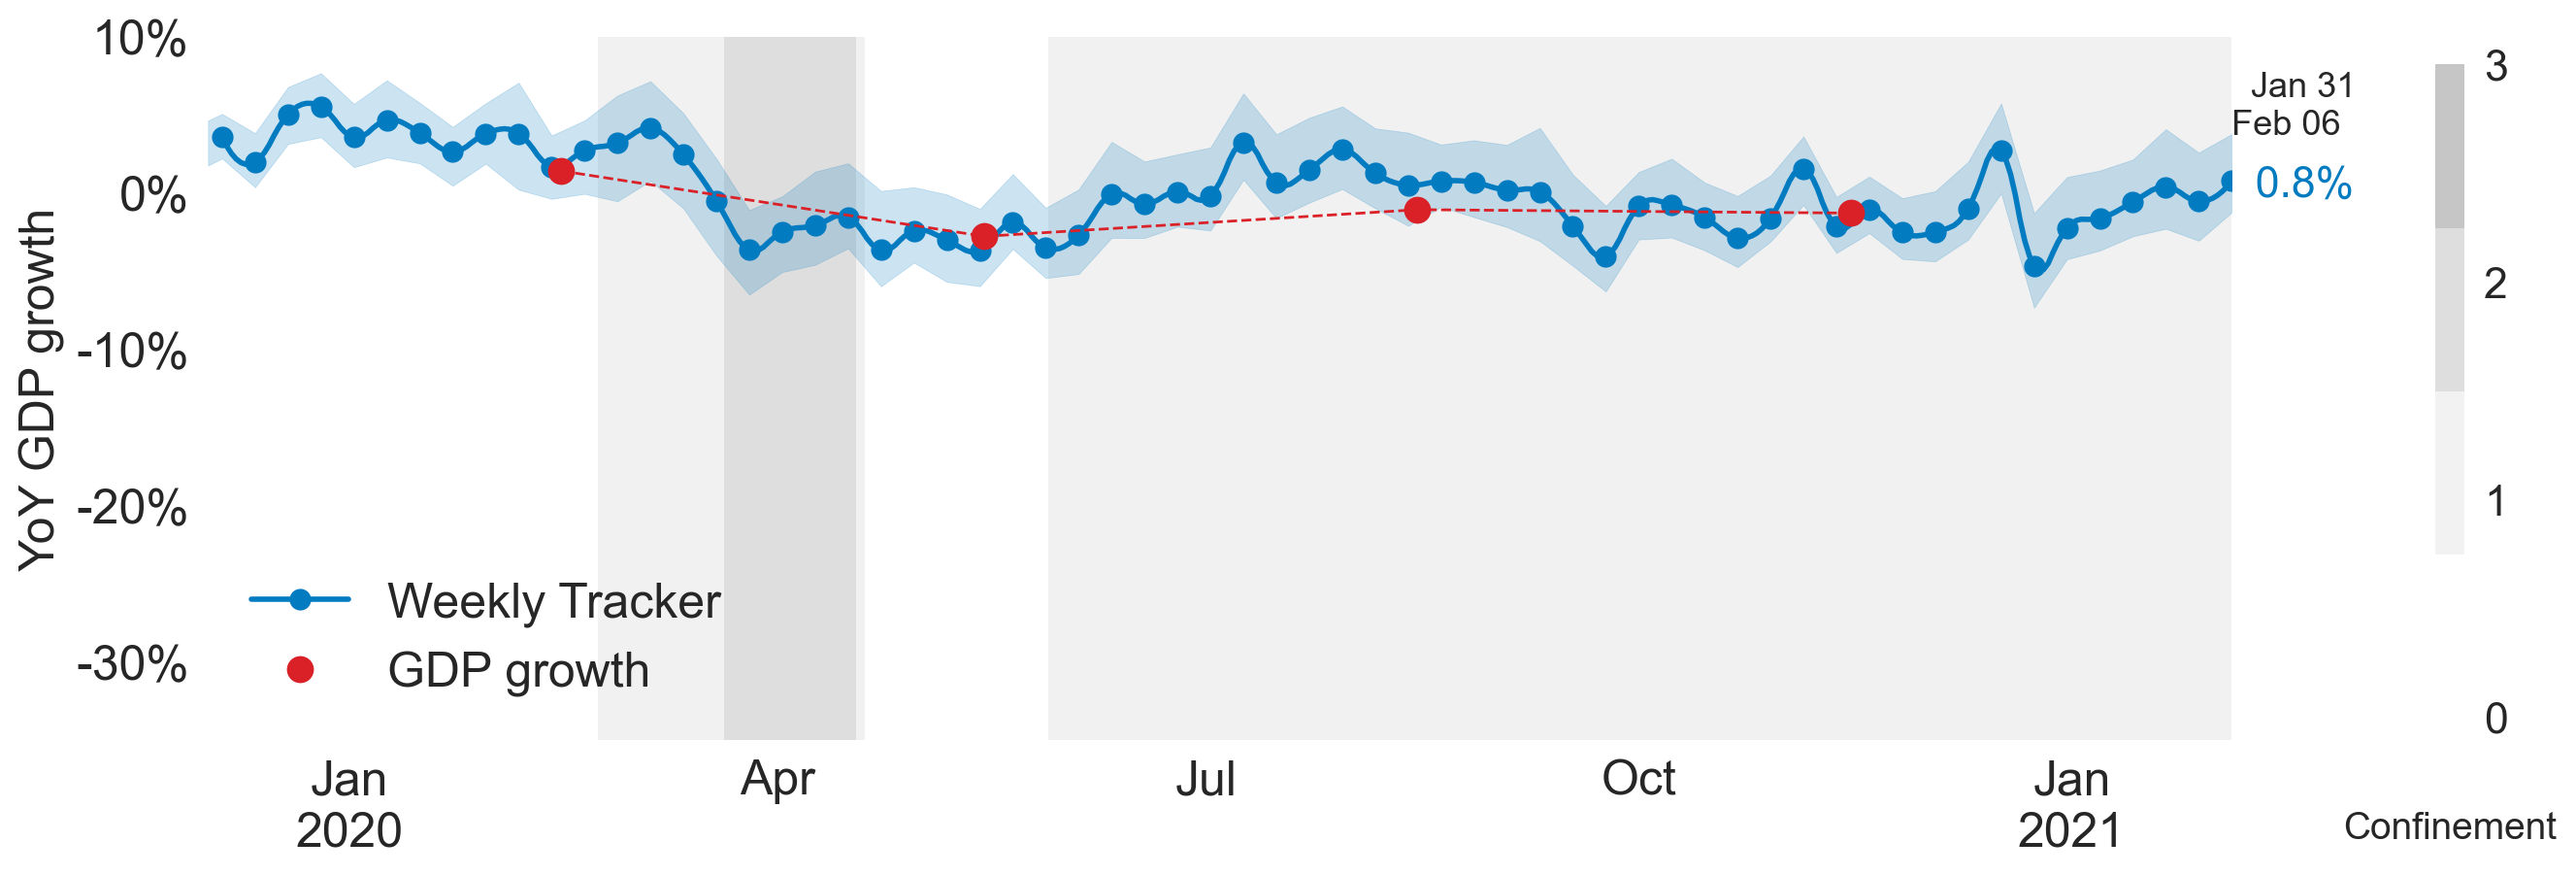 10%
0%
-10%
-20%
-30%
YoY GDP growth
Weekly Tracker
GDP growth
Jan
2020
Apr
Jul
Oct
Jan
2021
Jan 31
Feb 06
0.8%
3
2
1
0
Confinement